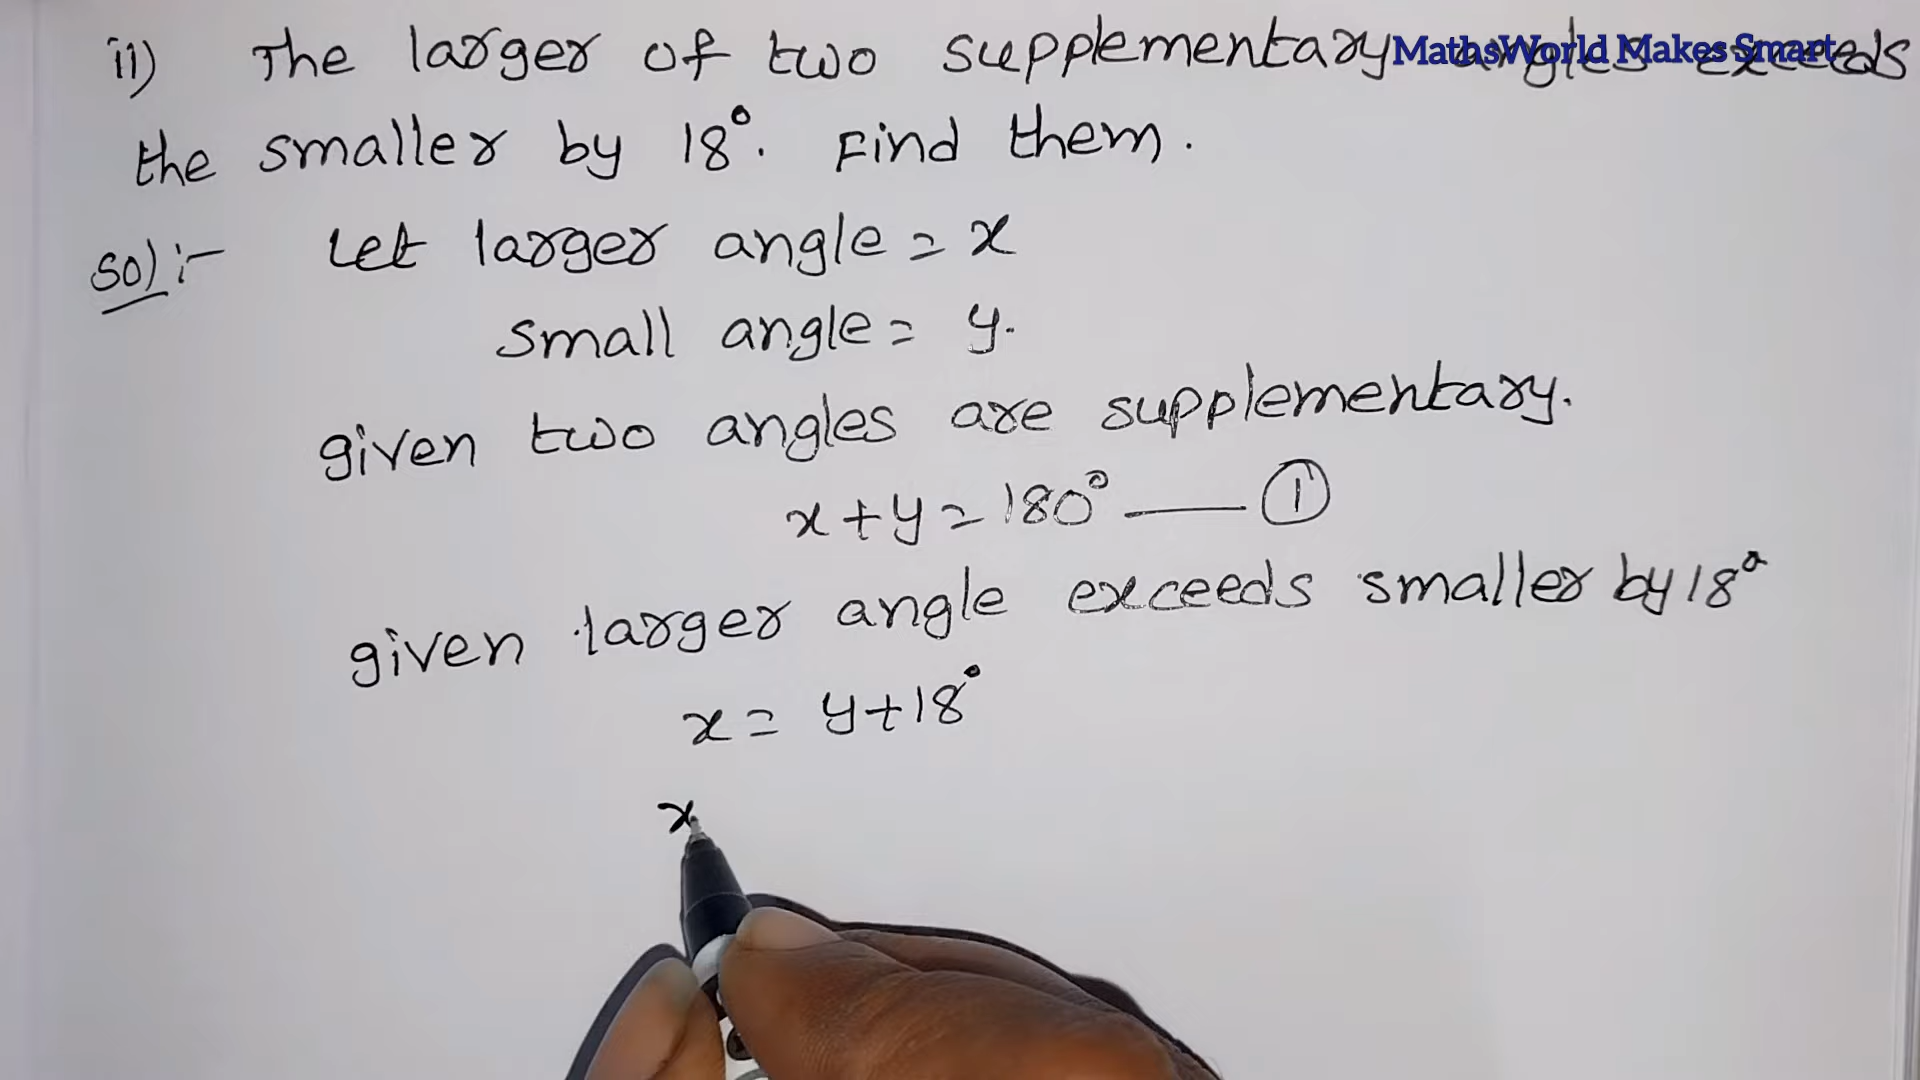 ii) The larger of two supplementary angles exceeds
MathsWorld Makes Smart
the smaller by 18°. Find them.
Sol:- Let larger angle = x
small angle = y.
given two angles are supplementary.
x + y = 180° —— ①
given larger angle exceeds smaller by 18°
x = y + 18°
x